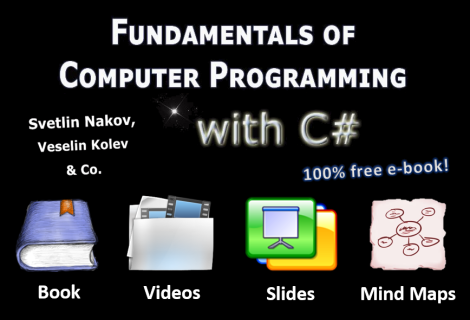 Fundamentals of
Computer Programming
with C#
Svetlin Nakov,
Veselin Kolev
& Co.
100% free e-book!
Book
Videos
Slides
Mind Maps